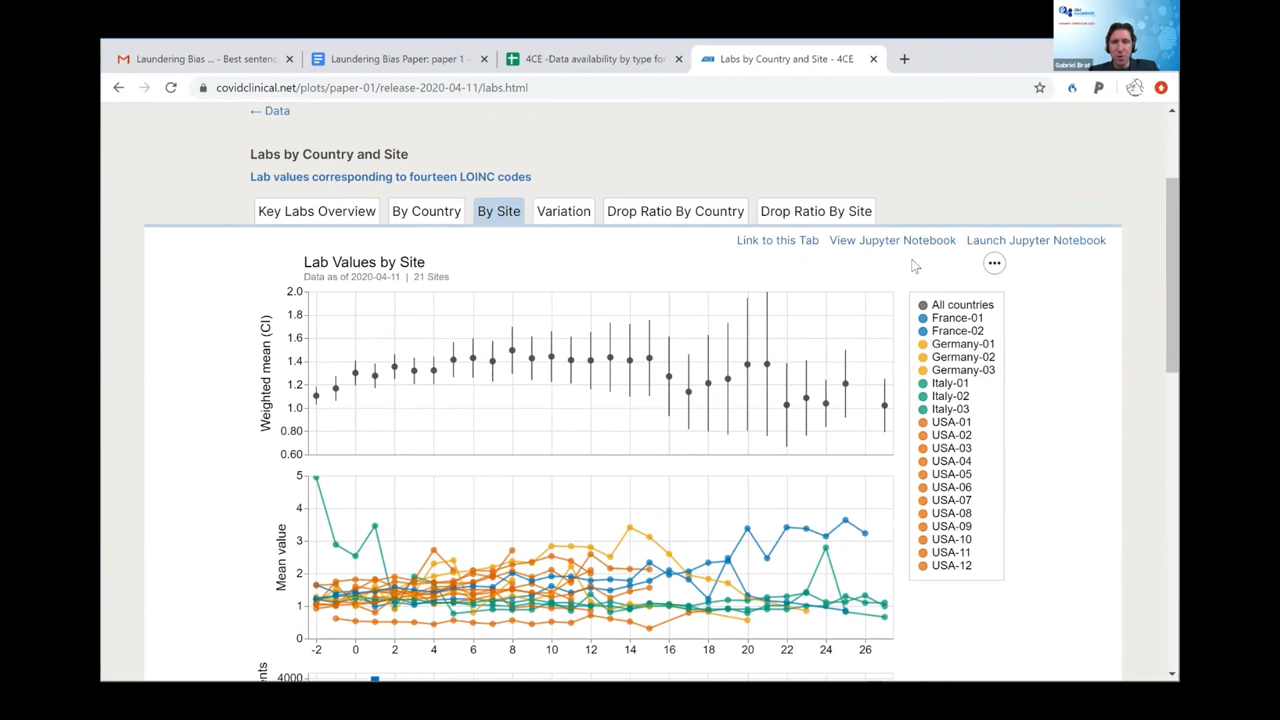 Laundering Bias ... - Best senten
Laundering Bias Paper: paper 1 -
4CE -Data availability by type for
Labs by Country and Site - 4CE
Gabriel Brat
covidclinical.net/plots/paper-01/release-2020-04-11/labs.html
← Data
Labs by Country and Site
Lab values corresponding to fourteen LOINC codes
Key Labs Overview
By Country
By Site
Variation
Drop Ratio By Country
Drop Ratio By Site
Link to this Tab
View Jupyter Notebook
Launch Jupyter Notebook
Lab Values by Site
Data as of 2020-04-11 | 21 Sites
Weighted mean (CI)
2.0
1.8
1.6
1.4
1.2
1.0
0.80
0.60
Mean value
5
4
3
2
1
0
-2 0 2 4 6 8 10 12 14 16 18 20 22 24 26
ents
4000
All countries
France-01
France-02
Germany-01
Germany-02
Germany-03
Italy-01
Italy-02
Italy-03
USA-01
USA-02
USA-03
USA-04
USA-05
USA-06
USA-07
USA-08
USA-09
USA-10
USA-11
USA-12